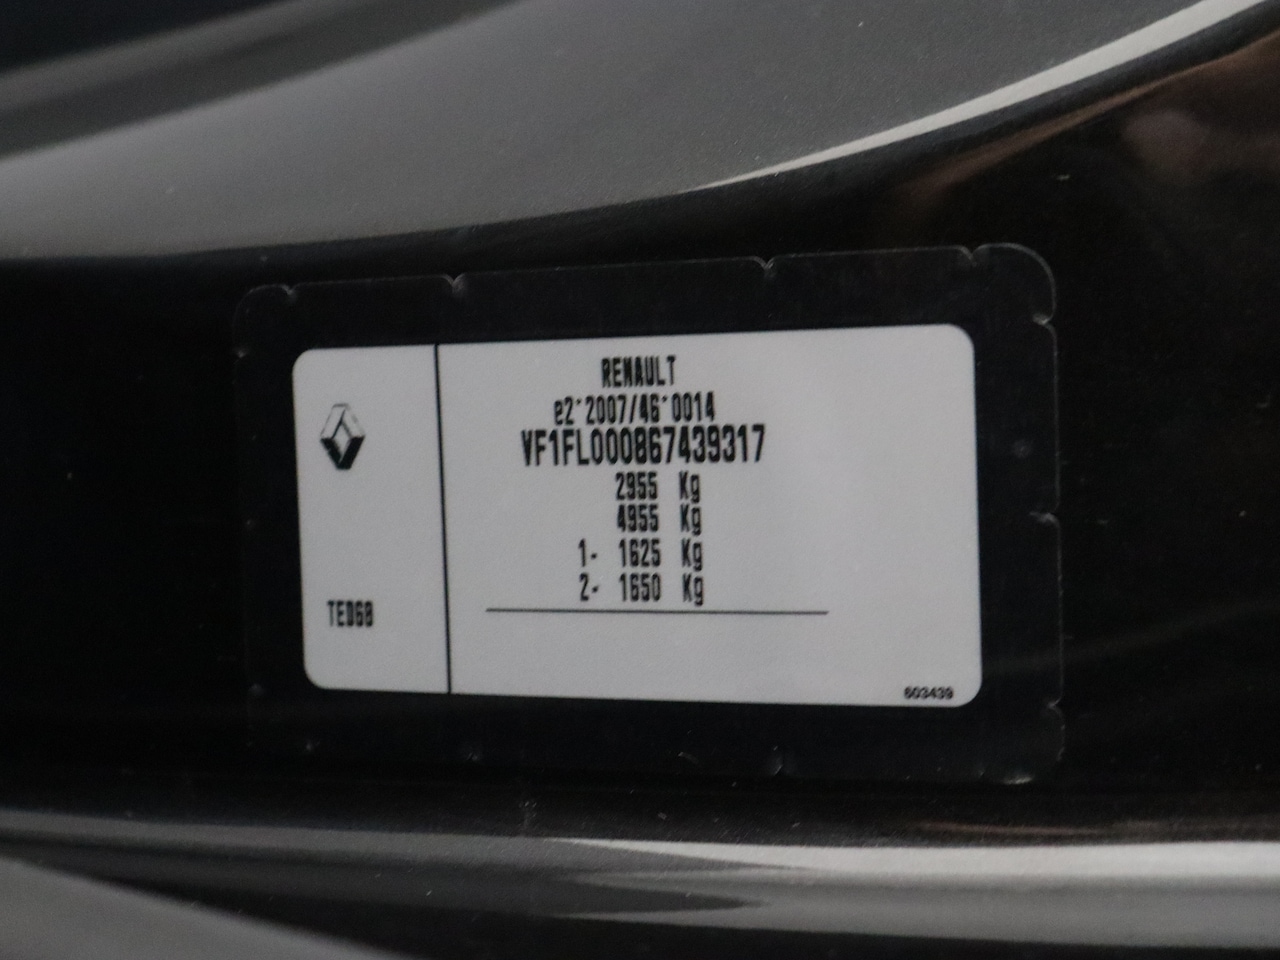 RENAULT
e2*2007/46*0014
VF1FL000867439317
2955 Kg
4955 Kg
1- 1625 Kg
2- 1650 Kg
TED68
603439